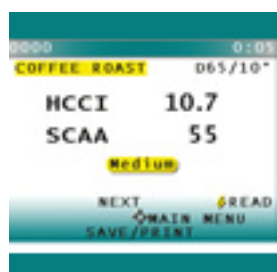 0000 0:05
COFFEE ROAST D65/10°
HCCI 10.7
SCAA 55
Medium
NEXT READ
MAIN MENU
SAVE/PRINT